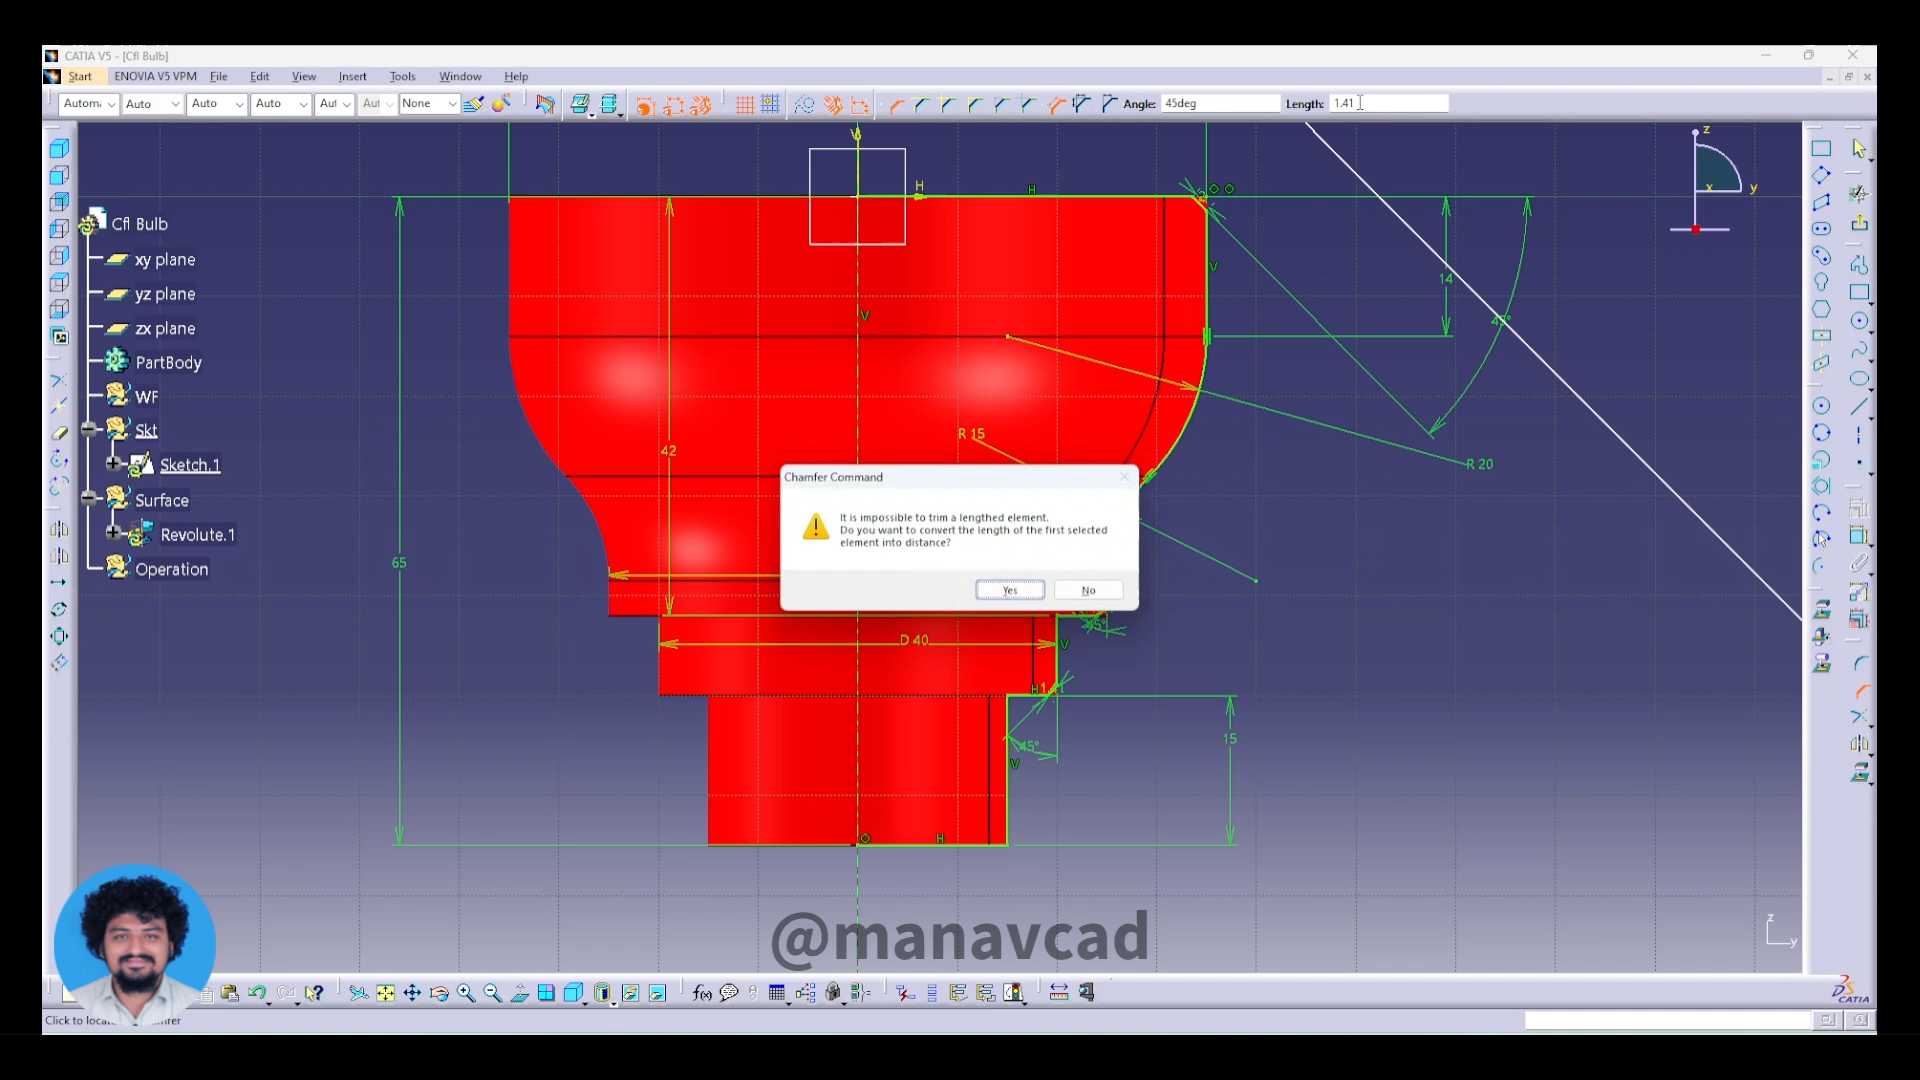 CATIA V5 - [Cfl Bulb]
Start ENOVIA V5 VPM File Edit View Insert Tools Window Help
Auto Auto Auto None Angle: 45deg Length: 1.41
Cfl Bulb
xy plane
yz plane
zx plane
PartBody
WF
Skt
Sketch.1
Surface
Revolute.1
Operation
H
H
V
V
14
45°
R 15
42
R 20
65
Chamfer Command
It is impossible to trim a lengthed element.
Do you want to convert the length of the first selected
element into distance?
Yes No
45°
D 40
V
H
45°
V
15
H
z
x y
z
y
@manavcad
f(x)
DS
CATIA
Click to